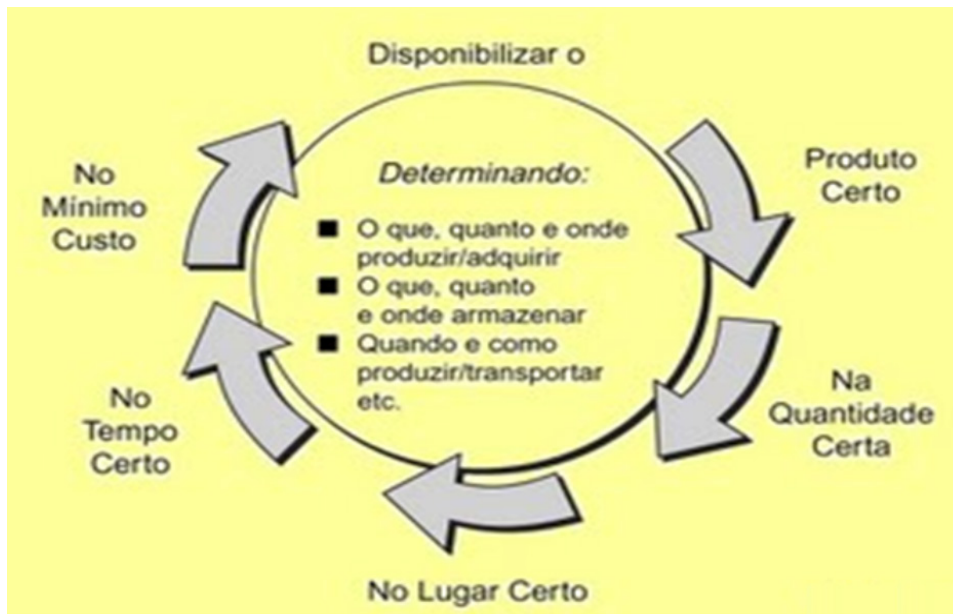 Disponibilizar o
Produto
Certo
Na
Quantidade
Certa
No Lugar Certo
No
Tempo
Certo
No
Mínimo
Custo
Determinando:
■ O que, quanto e onde
produzir/adquirir
■ O que, quanto
e onde armazenar
■ Quando e como
produzir/transportar
etc.